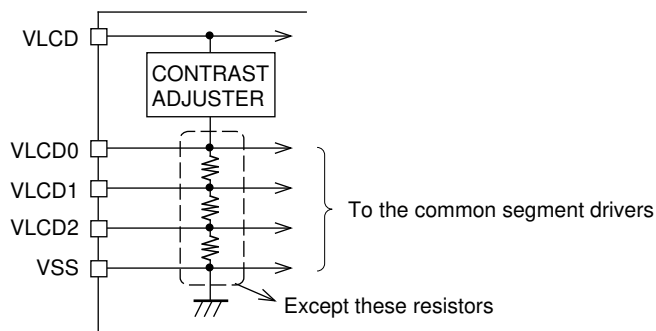 VLCD
CONTRAST
ADJUSTER
VLCD0
VLCD1
VLCD2
VSS
To the common segment drivers
Except these resistors